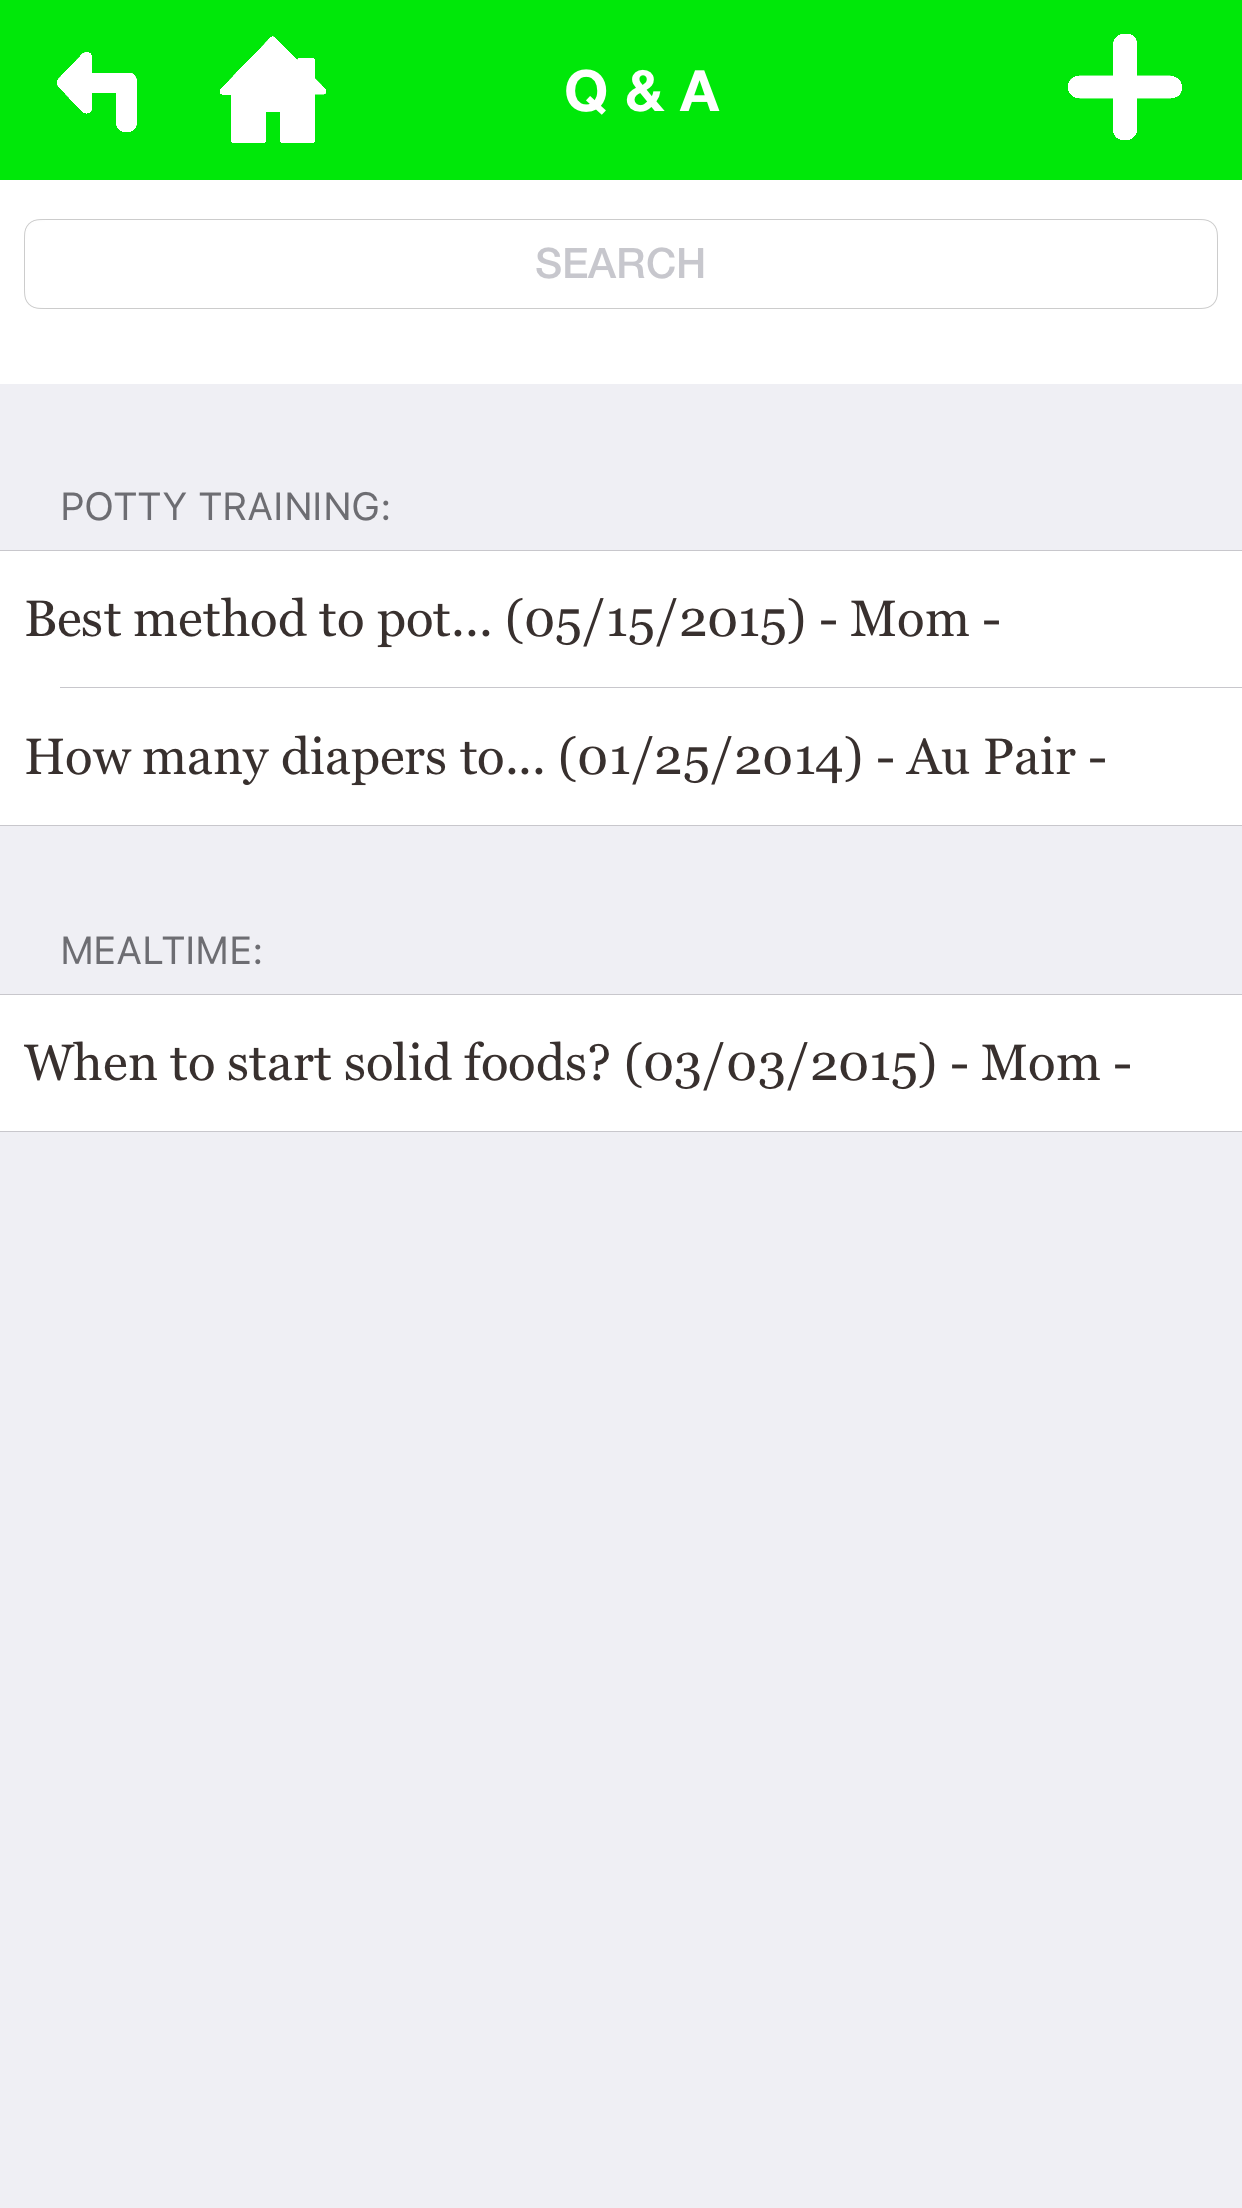 Q & A
SEARCH
POTTY TRAINING:
Best method to pot... (05/15/2015) - Mom -
How many diapers to... (01/25/2014) - Au Pair -
MEALTIME:
When to start solid foods? (03/03/2015) - Mom -